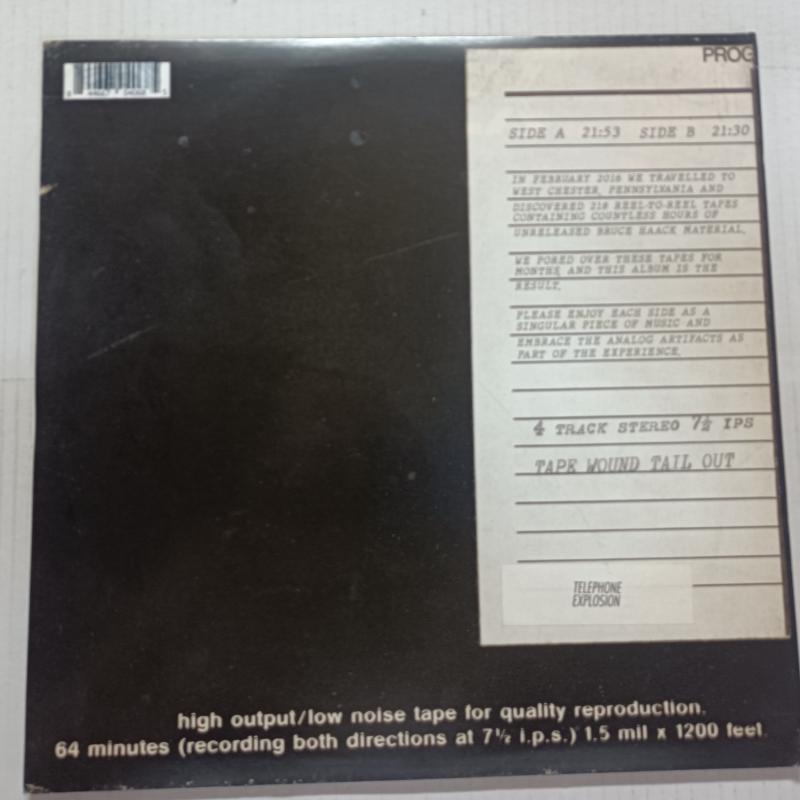 PROG
SIDE A 21:53 SIDE B 21:30
IN FEBRUARY 2016 WE TRAVELLED TO
WEST CHESTER, PENNSYLVANIA AND
DISCOVERED 218 REEL-TO-REEL TAPES
CONTAINING COUNTLESS HOURS OF
UNRELEASED BRUCE HAACK MATERIAL.
WE PORED OVER THESE TAPES FOR
MONTHS, AND THIS ALBUM IS THE
RESULT.
PLEASE ENJOY EACH SIDE AS A
SINGULAR PIECE OF MUSIC AND
EMBRACE THE ANALOG ARTIFACTS AS
PART OF THE EXPERIENCE.
4 TRACK STEREO 7½ IPS
TAPE WOUND TAIL OUT
TELEPHONE
EXPLOSION
high output/low noise tape for quality reproduction.
64 minutes (recording both directions at 7½ i.p.s.) 1.5 mil x 1200 feet.